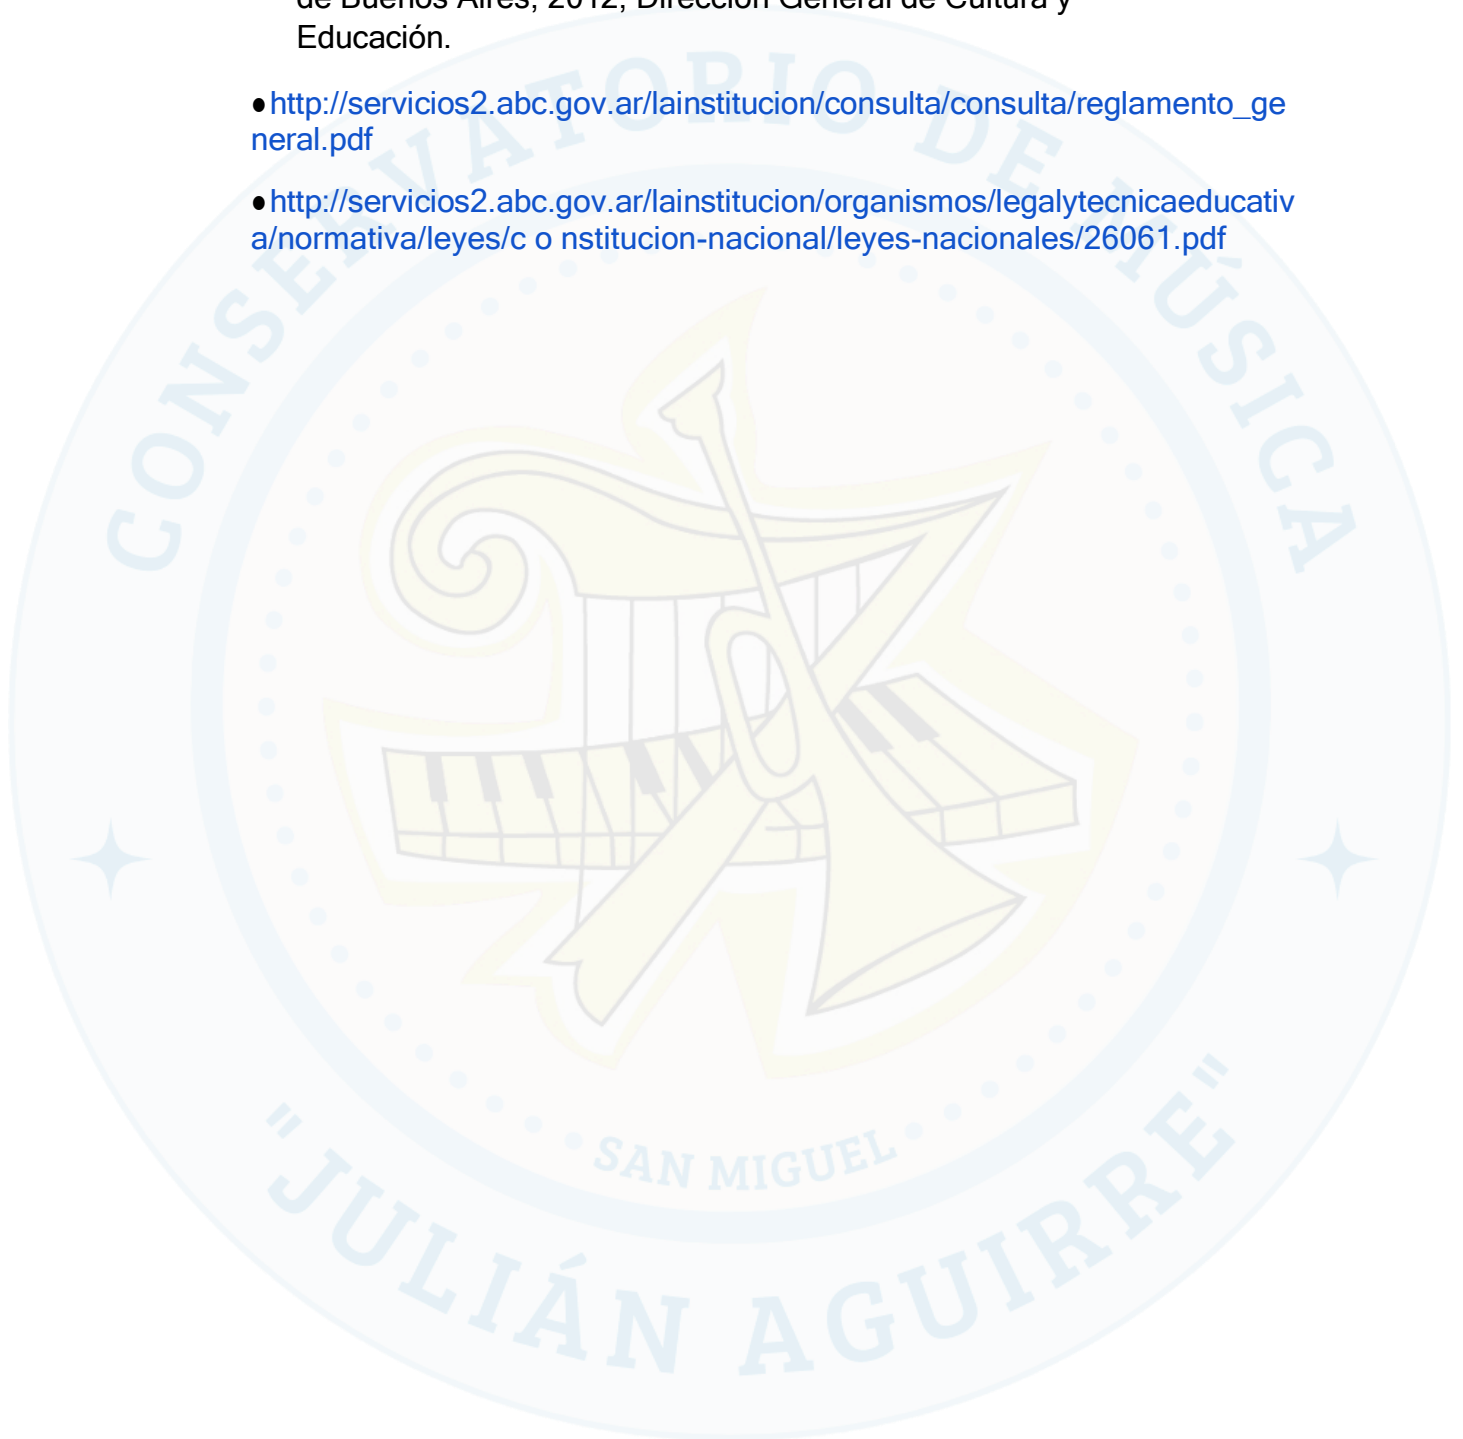 de Buenos Aires, 2012, Dirección General de Cultura y
Educación.
●http://servicios2.abc.gov.ar/lainstitucion/consulta/consulta/reglamento_ge
neral.pdf
●http://servicios2.abc.gov.ar/lainstitucion/organismos/legalytecnicaeducativ
a/normativa/leyes/c o nstitucion-nacional/leyes-nacionales/26061.pdf
CONSERVATORIO DE MÚSICA
SAN MIGUEL
"JULIÁN AGUIRRE"